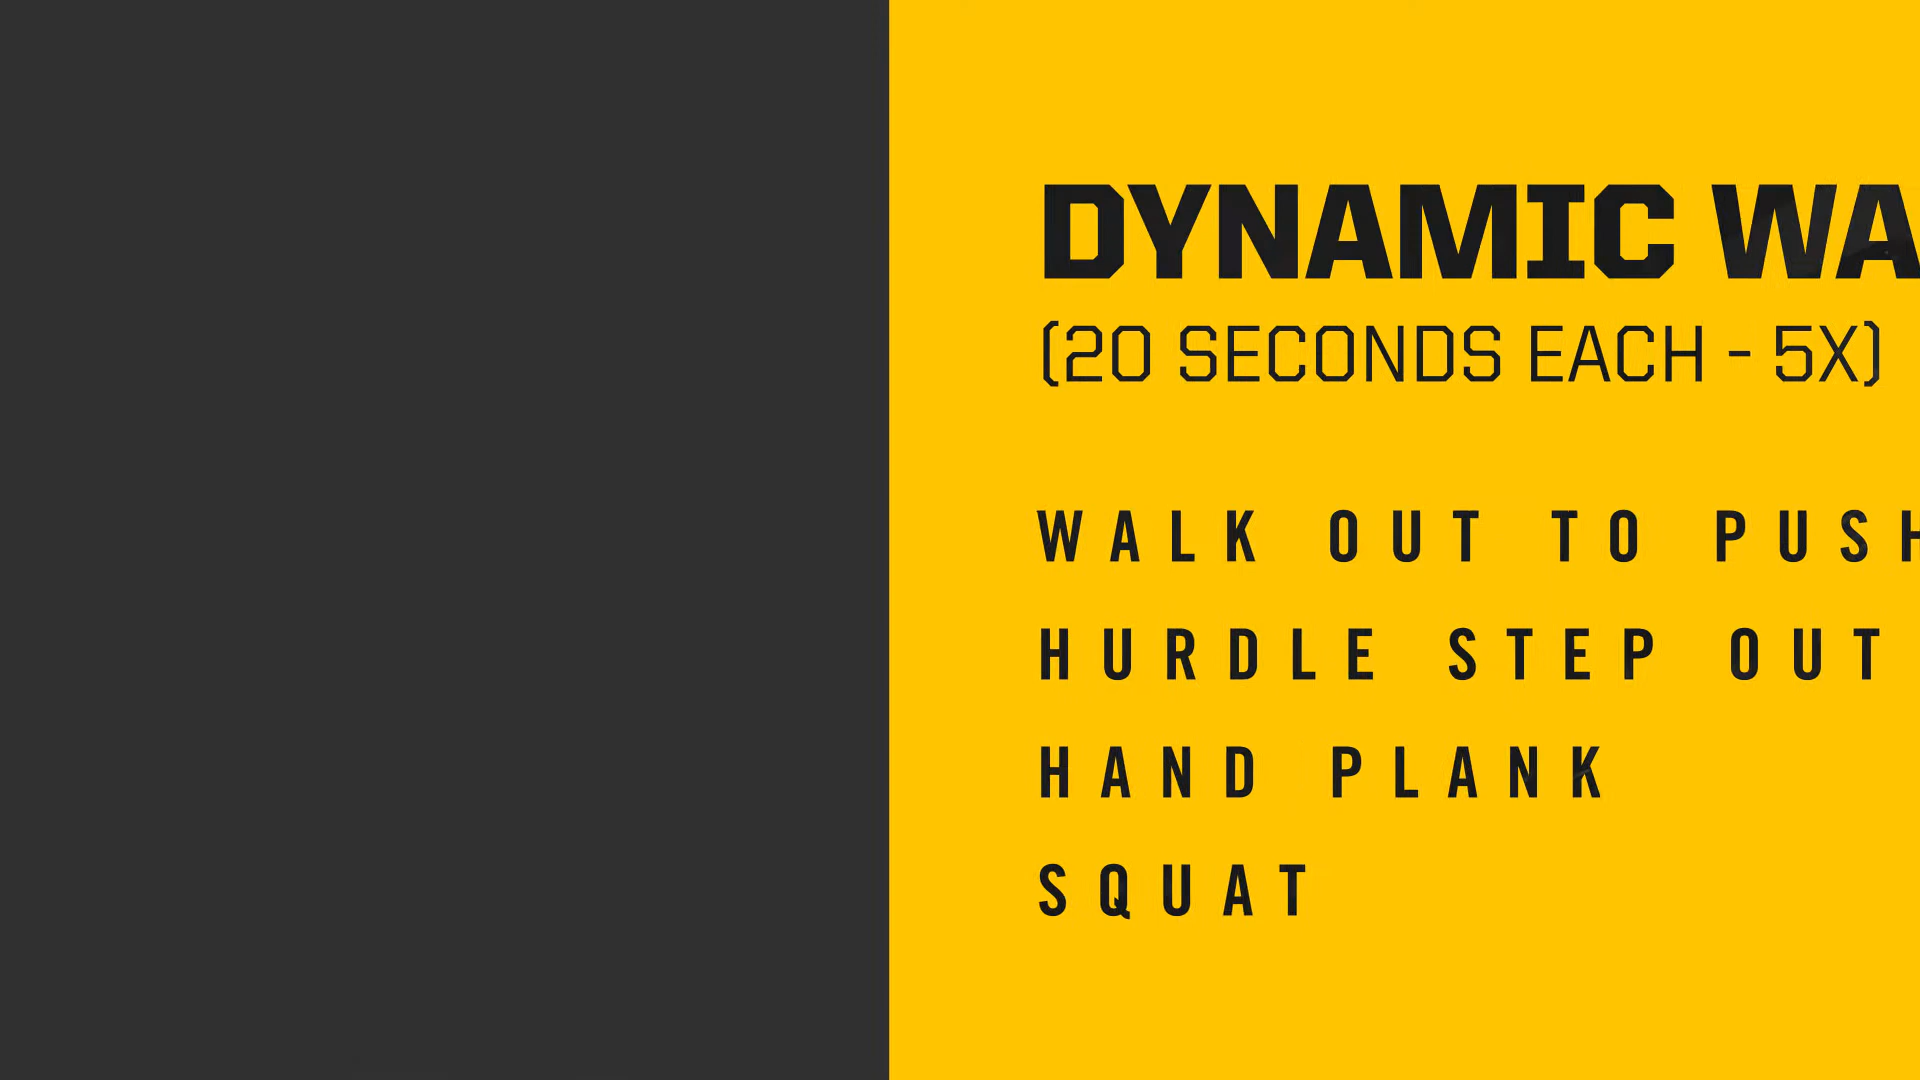 DYNAMIC WA
(20 SECONDS EACH - 5X)
WALK OUT TO PUSH
HURDLE STEP OUT
HAND PLANK
SQUAT